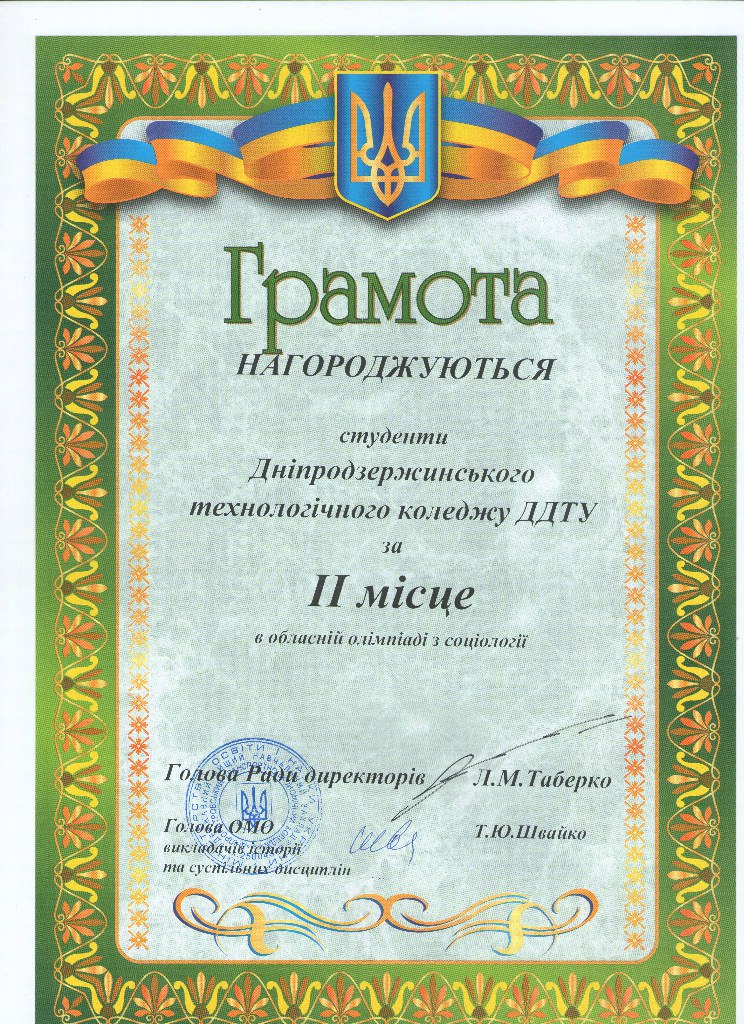 Грамота
НАГОРОДЖУЮТЬСЯ
студенти
Дніпродзержинського
технологічного коледжу ДДТУ
за
ІІ місце
в обласній олімпіаді з соціології
Голова Ради директорів Л.М.Таберко
Голова ОМО Т.Ю.Швайко
викладачів історії
та суспільних дисциплін